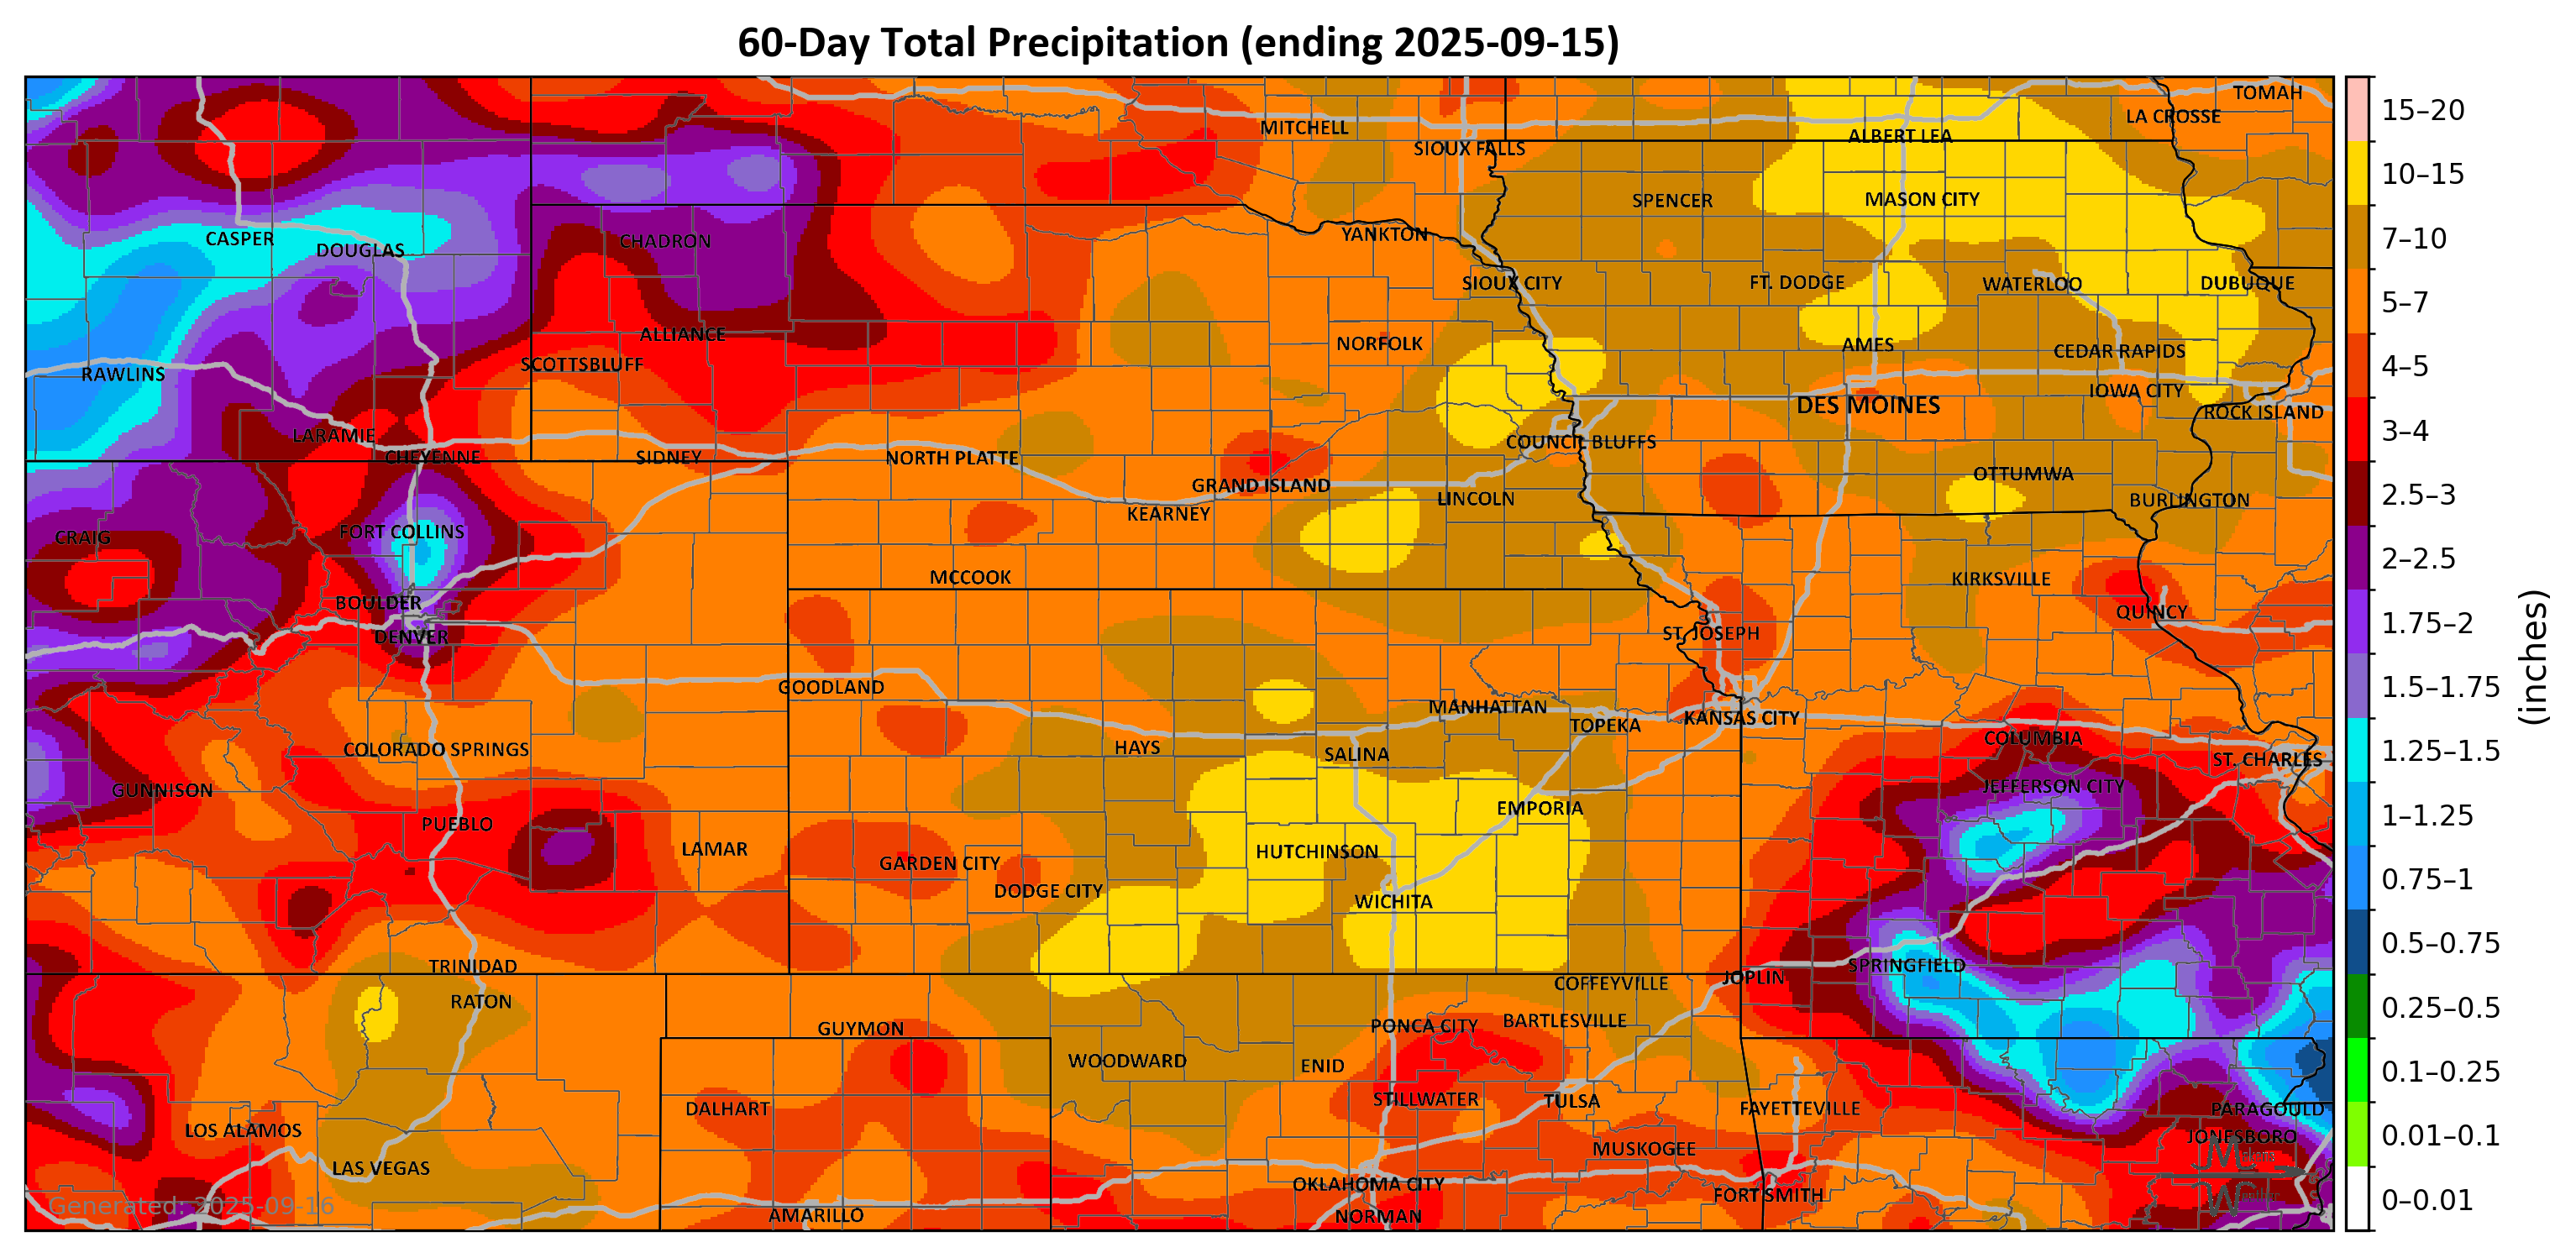 60-Day Total Precipitation (ending 2025-09-15)
TOMAH
LA CROSSE
MITCHELL
ALBERT LEA
SIOUX FALLS
SPENCER
MASON CITY
YANKTON
CASPER
CHADRON
DOUGLAS
SIOUX CITY
FT. DODGE
WATERLOO
DUBUQUE
ALLIANCE
NORFOLK
AMES
CEDAR RAPIDS
SCOTTSBLUFF
RAWLINS
IOWA CITY
DES MOINES
ROCK ISLAND
LARAMIE
COUNCIL BLUFFS
CHEYENNE
SIDNEY
NORTH PLATTE
OTTUMWA
GRAND ISLAND
LINCOLN
BURLINGTON
KEARNEY
FORT COLLINS
CRAIG
MCCOOK
KIRKSVILLE
BOULDER
QUINCY
DENVER
ST. JOSEPH
GOODLAND
MANHATTAN
KANSAS CITY
TOPEKA
COLUMBIA
COLORADO SPRINGS
HAYS
SALINA
ST. CHARLES
GUNNISON
JEFFERSON CITY
EMPORIA
PUEBLO
LAMAR
HUTCHINSON
GARDEN CITY
DODGE CITY
WICHITA
TRINIDAD
SPRINGFIELD
JOPLIN
COFFEYVILLE
RATON
BARTLESVILLE
PONCA CITY
GUYMON
WOODWARD
ENID
STILLWATER
TULSA
DALHART
FAYETTEVILLE
PARAGOULD
LOS ALAMOS
JONESBORO
MUSKOGEE
LAS VEGAS
OKLAHOMA CITY
FORT SMITH
Generated: 2025-09-16
AMARILLO
NORMAN
15–20
10–15
7–10
5–7
4–5
3–4
2.5–3
2–2.5
1.75–2
1.5–1.75
1.25–1.5
1–1.25
0.75–1
0.5–0.75
0.25–0.5
0.1–0.25
0.01–0.1
0–0.01
(inches)